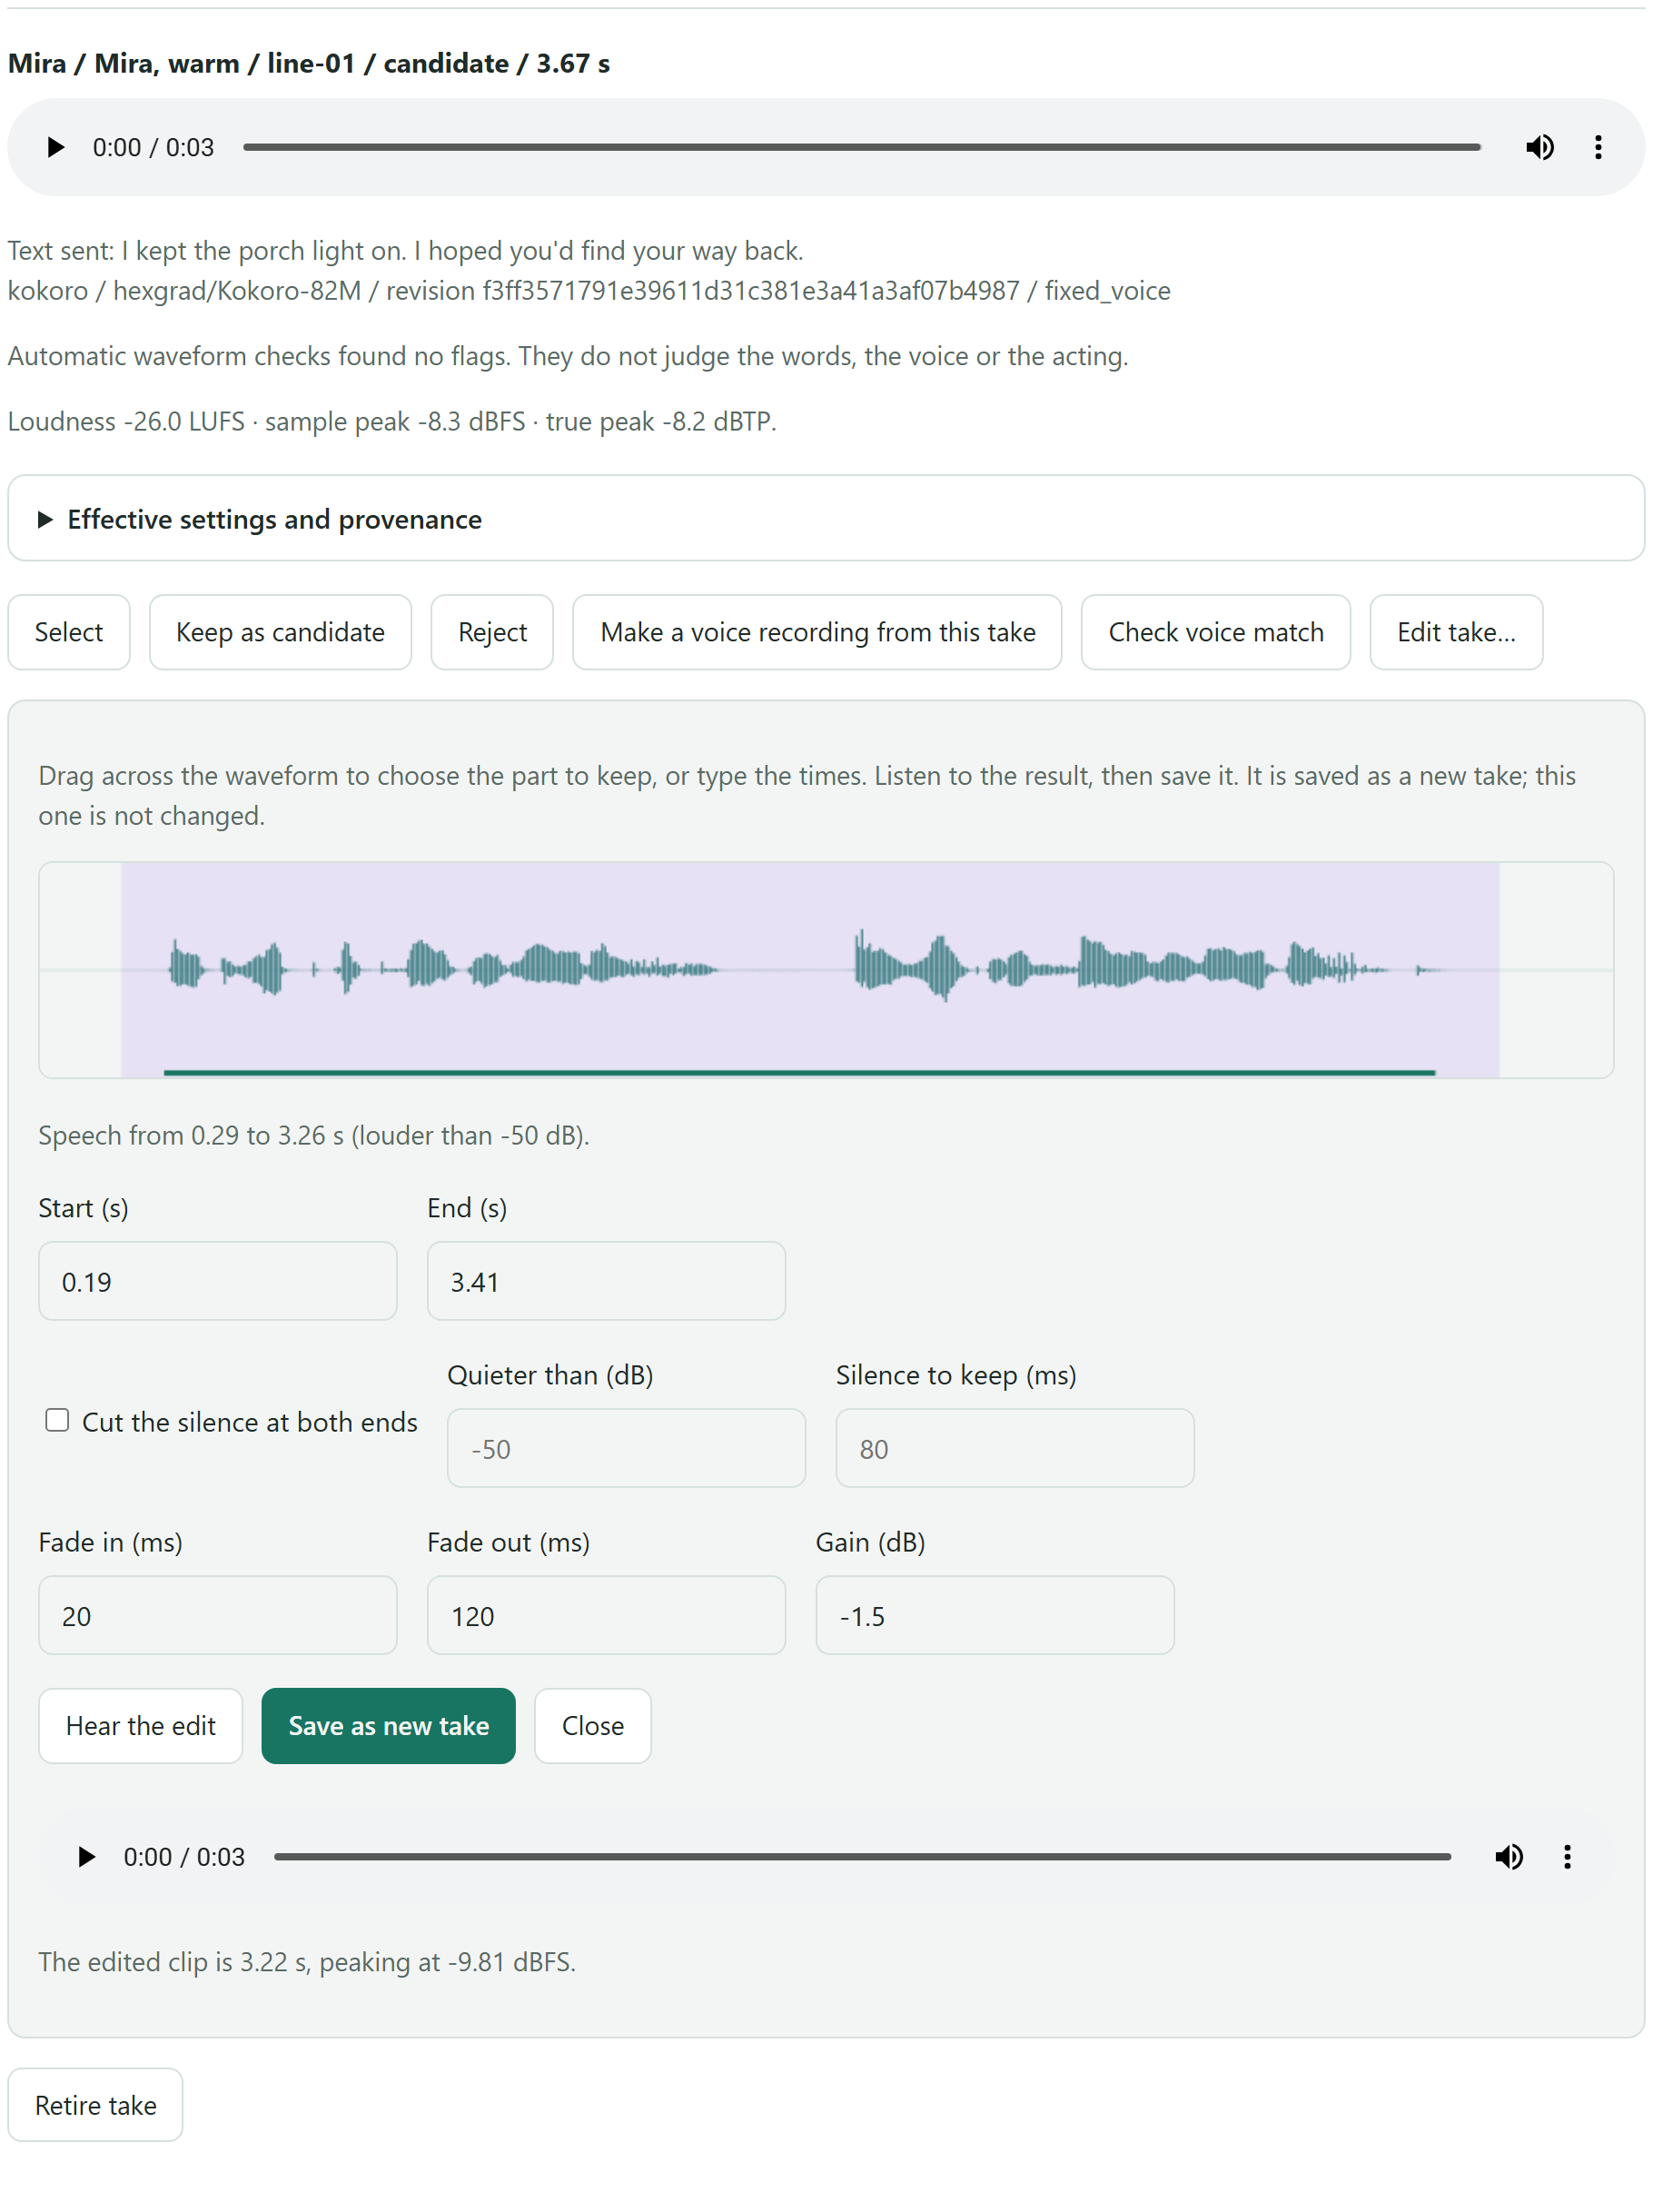 Mira / Mira, warm / line-01 / candidate / 3.67 s
0:00 / 0:03
Text sent: I kept the porch light on. I hoped you'd find your way back.
kokoro / hexgrad/Kokoro-82M / revision f3ff3571791e39611d31c381e3a41a3af07b4987 / fixed_voice
Automatic waveform checks found no flags. They do not judge the words, the voice or the acting.
Loudness -26.0 LUFS · sample peak -8.3 dBFS · true peak -8.2 dBTP.
Effective settings and provenance
Select Keep as candidate Reject Make a voice recording from this take Check voice match Edit take...
Drag across the waveform to choose the part to keep, or type the times. Listen to the result, then save it. It is saved as a new take; this
one is not changed.
Speech from 0.29 to 3.26 s (louder than -50 dB).
Start (s) End (s)
0.19 3.41
Quieter than (dB) Silence to keep (ms)
Cut the silence at both ends -50 80
Fade in (ms) Fade out (ms) Gain (dB)
20 120 -1.5
Hear the edit Save as new take Close
0:00 / 0:03
The edited clip is 3.22 s, peaking at -9.81 dBFS.
Retire take